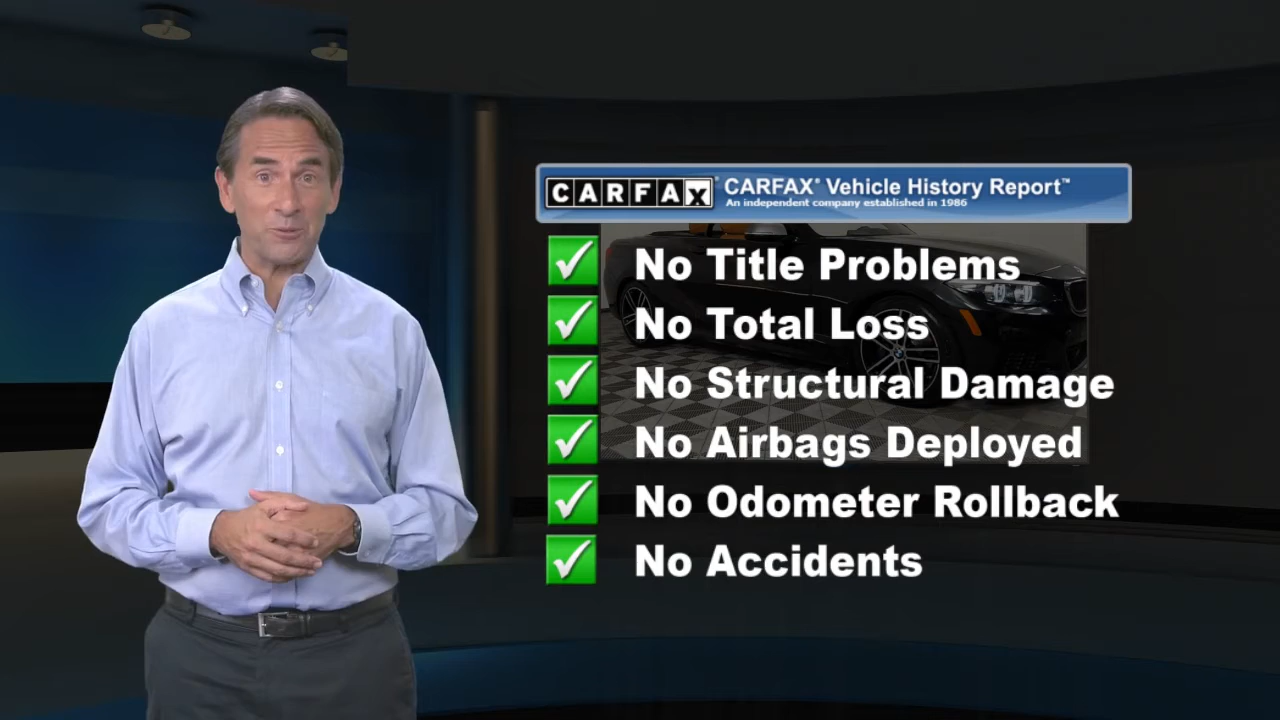 CARFAX® CARFAX® Vehicle History Report™
An independent company established in 1986
No Title Problems
No Total Loss
No Structural Damage
No Airbags Deployed
No Odometer Rollback
No Accidents